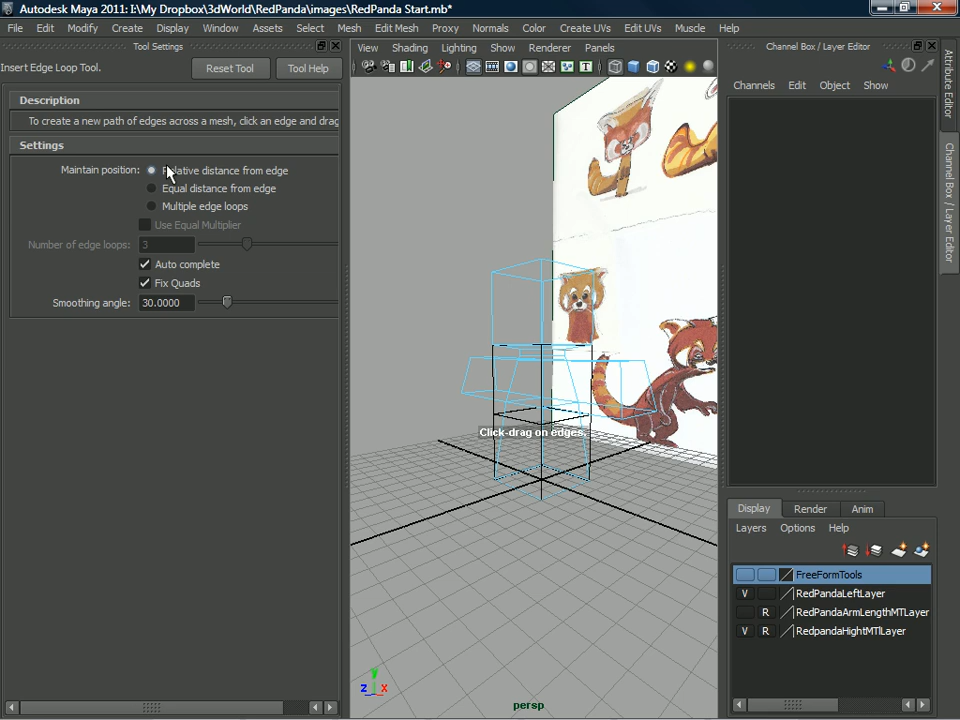 Autodesk Maya 2011: I:\My Dropbox\3dWorld\RedPanda\images\RedPanda Start.mb*
File Edit Modify Create Display Window Assets Select Mesh Edit Mesh Proxy Normals Color Create UVs Edit UVs Muscle Help
Tool Settings
Insert Edge Loop Tool.
Reset Tool
Tool Help
Description
To create a new path of edges across a mesh, click an edge and drag
Settings
Maintain position:
Relative distance from edge
Equal distance from edge
Multiple edge loops
Use Equal Multiplier
Number of edge loops: 3
Auto complete
Fix Quads
Smoothing angle: 30.0000
View Shading Lighting Show Renderer Panels
T
Click-drag on edges.
z y x
persp
Channel Box / Layer Editor
Channels Edit Object Show
Attribute Editor
Channel Box / Layer Editor
Display Render Anim
Layers Options Help
FreeFormTools
V RedPandaLeftLayer
R RedPandaArmLengthMTLayer
V R RedpandaHightMTlLayer